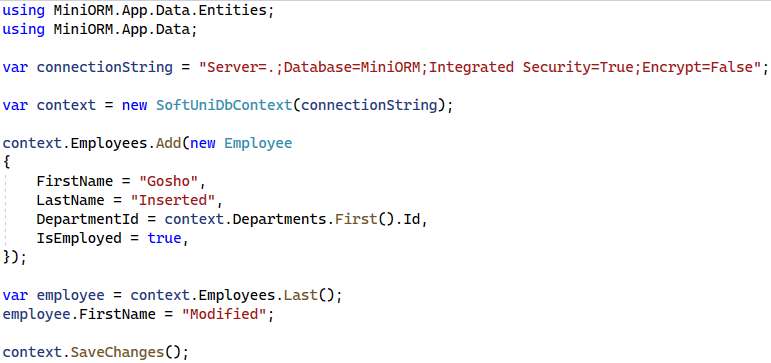 using MiniORM.App.Data.Entities;
using MiniORM.App.Data;
var connectionString = "Server=.;Database=MiniORM;Integrated Security=True;Encrypt=False";
var context = new SoftUniDbContext(connectionString);
context.Employees.Add(new Employee
{
    FirstName = "Gosho",
    LastName = "Inserted",
    DepartmentId = context.Departments.First().Id,
    IsEmployed = true,
});
var employee = context.Employees.Last();
employee.FirstName = "Modified";
context.SaveChanges();